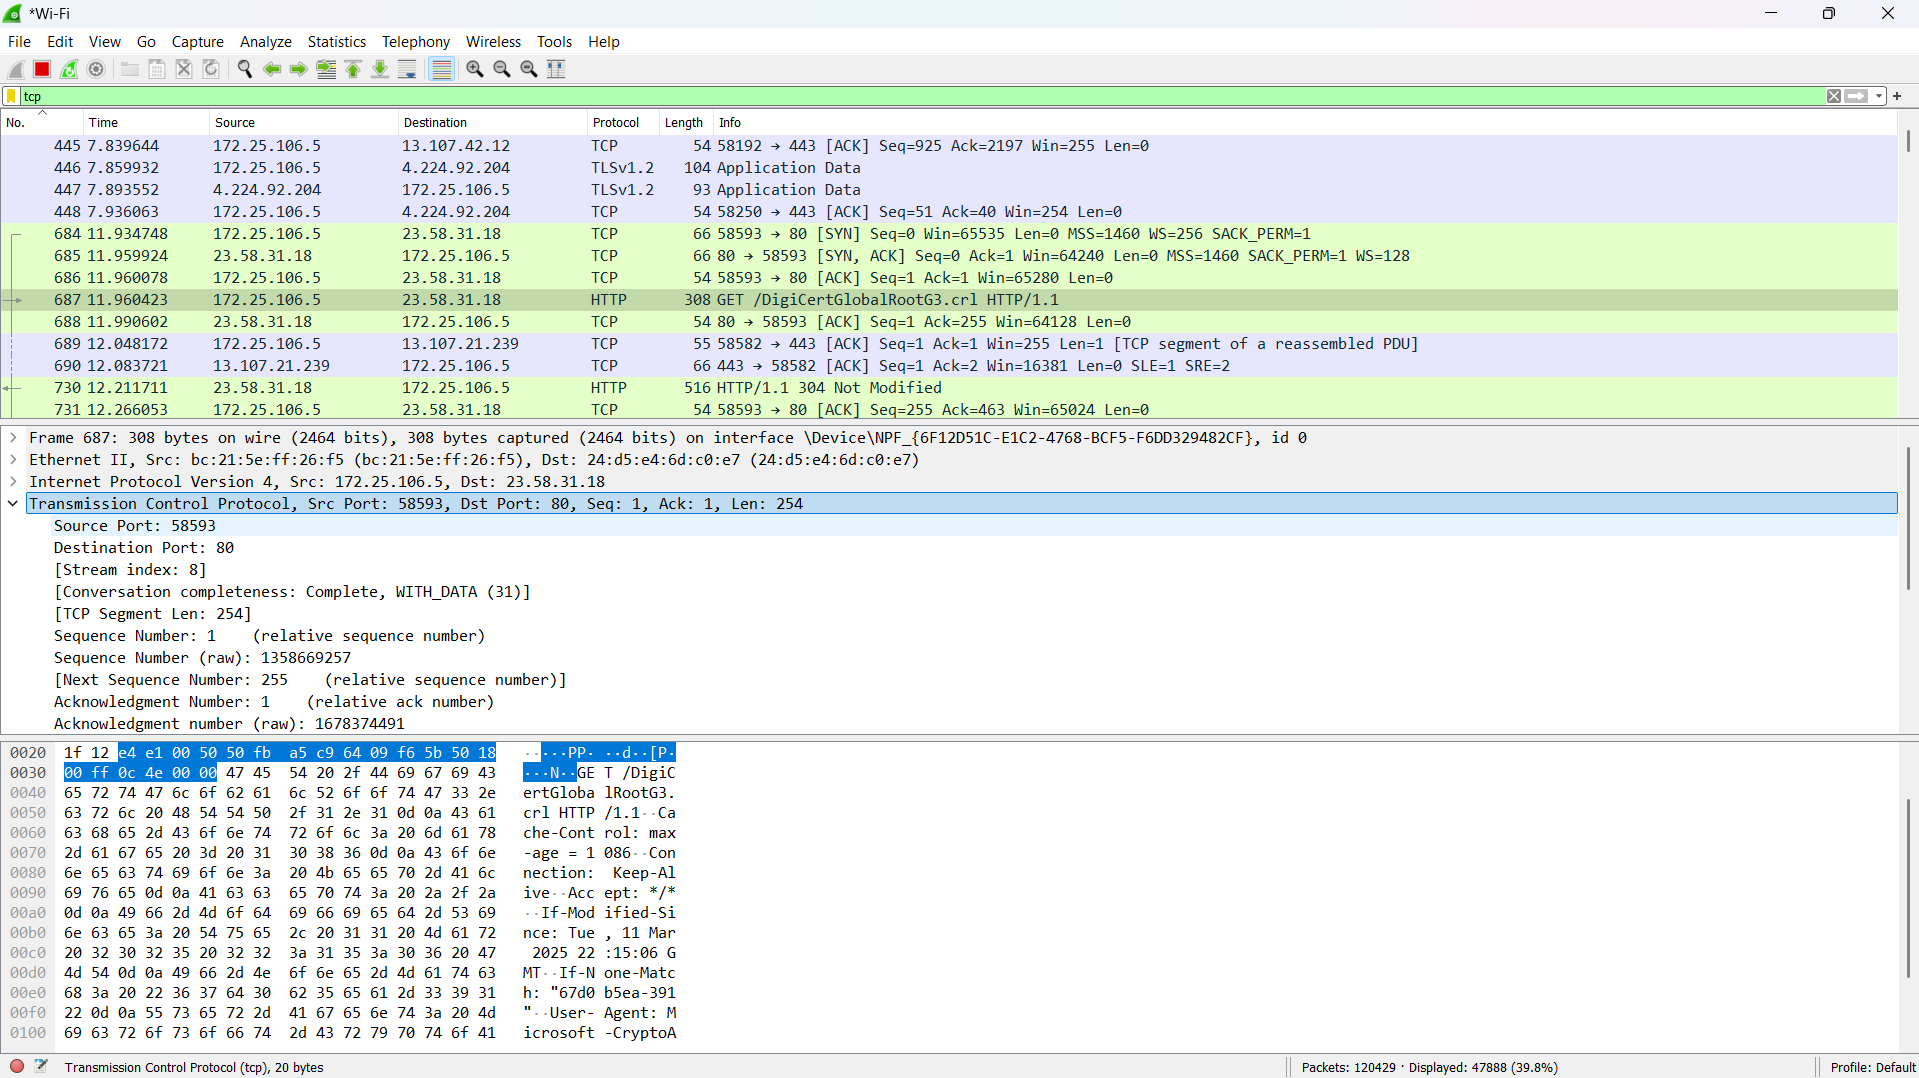 *Wi-Fi
File Edit View Go Capture Analyze Statistics Telephony Wireless Tools Help
tcp
No. Time Source Destination Protocol Length Info
445 7.839644 172.25.106.5 13.107.42.12 TCP 54 58192 → 443 [ACK] Seq=925 Ack=2197 Win=255 Len=0
446 7.859932 172.25.106.5 4.224.92.204 TLSv1.2 104 Application Data
447 7.893552 4.224.92.204 172.25.106.5 TLSv1.2 93 Application Data
448 7.936063 172.25.106.5 4.224.92.204 TCP 54 58250 → 443 [ACK] Seq=51 Ack=40 Win=254 Len=0
684 11.934748 172.25.106.5 23.58.31.18 TCP 66 58593 → 80 [SYN] Seq=0 Win=65535 Len=0 MSS=1460 WS=256 SACK_PERM=1
685 11.959924 23.58.31.18 172.25.106.5 TCP 66 80 → 58593 [SYN, ACK] Seq=0 Ack=1 Win=64240 Len=0 MSS=1460 SACK_PERM=1 WS=128
686 11.960078 172.25.106.5 23.58.31.18 TCP 54 58593 → 80 [ACK] Seq=1 Ack=1 Win=65280 Len=0
687 11.960423 172.25.106.5 23.58.31.18 HTTP 308 GET /DigiCertGlobalRootG3.crl HTTP/1.1
688 11.990602 23.58.31.18 172.25.106.5 TCP 54 80 → 58593 [ACK] Seq=1 Ack=255 Win=64128 Len=0
689 12.048172 172.25.106.5 13.107.21.239 TCP 55 58582 → 443 [ACK] Seq=1 Ack=1 Win=255 Len=1 [TCP segment of a reassembled PDU]
690 12.083721 13.107.21.239 172.25.106.5 TCP 66 443 → 58582 [ACK] Seq=1 Ack=2 Win=16381 Len=0 SLE=1 SRE=2
730 12.211711 23.58.31.18 172.25.106.5 HTTP 516 HTTP/1.1 304 Not Modified
731 12.266053 172.25.106.5 23.58.31.18 TCP 54 58593 → 80 [ACK] Seq=255 Ack=463 Win=65024 Len=0
Frame 687: 308 bytes on wire (2464 bits), 308 bytes captured (2464 bits) on interface \Device\NPF_{6F12D51C-E1C2-4768-BCF5-F6DD329482CF}, id 0
Ethernet II, Src: bc:21:5e:ff:26:f5 (bc:21:5e:ff:26:f5), Dst: 24:d5:e4:6d:c0:e7 (24:d5:e4:6d:c0:e7)
Internet Protocol Version 4, Src: 172.25.106.5, Dst: 23.58.31.18
Transmission Control Protocol, Src Port: 58593, Dst Port: 80, Seq: 1, Ack: 1, Len: 254
Source Port: 58593
Destination Port: 80
[Stream index: 8]
[Conversation completeness: Complete, WITH_DATA (31)]
[TCP Segment Len: 254]
Sequence Number: 1 (relative sequence number)
Sequence Number (raw): 1358669257
[Next Sequence Number: 255 (relative sequence number)]
Acknowledgment Number: 1 (relative ack number)
Acknowledgment number (raw): 1678374491
0020 1f 12 e4 e1 00 50 50 fb a5 c9 64 09 f6 5b 50 18 ·····PP· ··d··[P·
0030 00 ff 0c 4e 00 00 47 45 54 20 2f 44 69 67 69 43 ···N··GE T /DigiC
0040 65 72 74 47 6c 6f 62 61 6c 52 6f 6f 74 47 33 2e ertGloba lRootG3.
0050 63 72 6c 20 48 54 54 50 2f 31 2e 31 0d 0a 43 61 crl HTTP /1.1··Ca
0060 63 68 65 2d 43 6f 6e 74 72 6f 6c 3a 20 6d 61 78 che-Cont rol: max
0070 2d 61 67 65 20 3d 20 31 30 38 36 0d 0a 43 6f 6e -age = 1 086··Con
0080 6e 65 63 74 69 6f 6e 3a 20 4b 65 65 70 2d 41 6c nection: Keep-Al
0090 69 76 65 0d 0a 41 63 63 65 70 74 3a 20 2a 2f 2a ive··Acc ept: */*
00a0 0d 0a 49 66 2d 4d 6f 64 69 66 69 65 64 2d 53 69 ··If-Mod ified-Si
00b0 6e 63 65 3a 20 54 75 65 2c 20 31 31 20 4d 61 72 nce: Tue , 11 Mar
00c0 20 32 30 32 35 20 32 32 3a 31 35 3a 30 36 20 47 2025 22 :15:06 G
00d0 4d 54 0d 0a 49 66 2d 4e 6f 6e 65 2d 4d 61 74 63 MT··If-N one-Matc
00e0 68 3a 20 22 36 37 64 30 62 35 65 61 2d 33 39 31 h: "67d0 b5ea-391
00f0 22 0d 0a 55 73 65 72 2d 41 67 65 6e 74 3a 20 4d "··User- Agent: M
0100 69 63 72 6f 73 6f 66 74 2d 43 72 79 70 74 6f 41 icrosoft -CryptoA
Transmission Control Protocol (tcp), 20 bytes
Packets: 120429 · Displayed: 47888 (39.8%)
Profile: Default